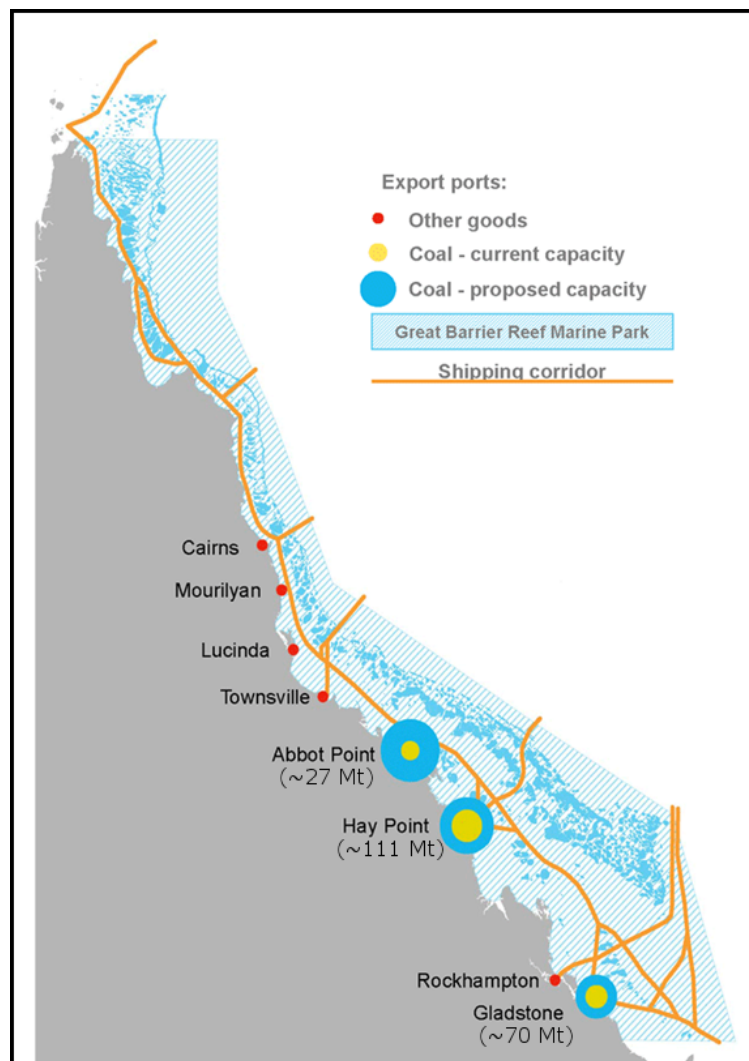 Export ports:
Other goods
Coal - current capacity
Coal - proposed capacity
Great Barrier Reef Marine Park
Shipping corridor
Cairns
Mourilyan
Lucinda
Townsville
Abbot Point
(~27 Mt)
Hay Point
(~111 Mt)
Rockhampton
Gladstone
(~70 Mt)